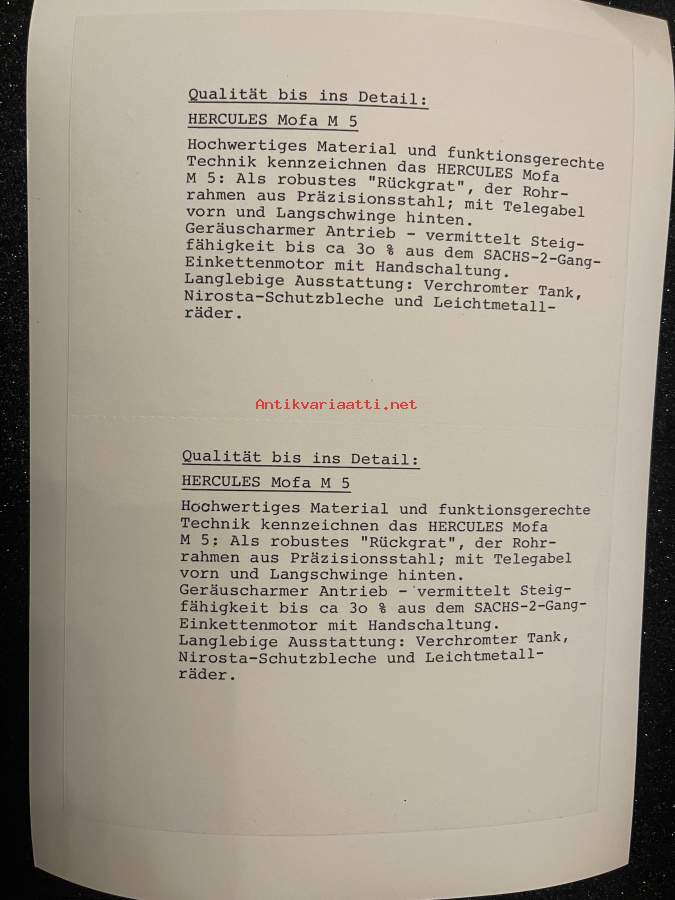 Qualität bis ins Detail:
HERCULES Mofa M 5
Hochwertiges Material und funktionsgerechte
Technik kennzeichnen das HERCULES Mofa
M 5: Als robustes "Rückgrat", der Rohr-
rahmen aus Präzisionsstahl; mit Telegabel
vorn und Langschwinge hinten.
Geräuscharmer Antrieb - vermittelt Steig-
fähigkeit bis ca 3o % aus dem SACHS-2-Gang-
Einkettenmotor mit Handschaltung.
Langlebige Ausstattung: Verchromter Tank,
Nirosta-Schutzbleche und Leichtmetall-
räder.
Antikvariaatti.net
Qualität bis ins Detail:
HERCULES Mofa M 5
Hochwertiges Material und funktionsgerechte
Technik kennzeichnen das HERCULES Mofa
M 5: Als robustes "Rückgrat", der Rohr-
rahmen aus Präzisionsstahl; mit Telegabel
vorn und Langschwinge hinten.
Geräuscharmer Antrieb - vermittelt Steig-
fähigkeit bis ca 3o % aus dem SACHS-2-Gang-
Einkettenmotor mit Handschaltung.
Langlebige Ausstattung: Verchromter Tank,
Nirosta-Schutzbleche und Leichtmetall-
räder.